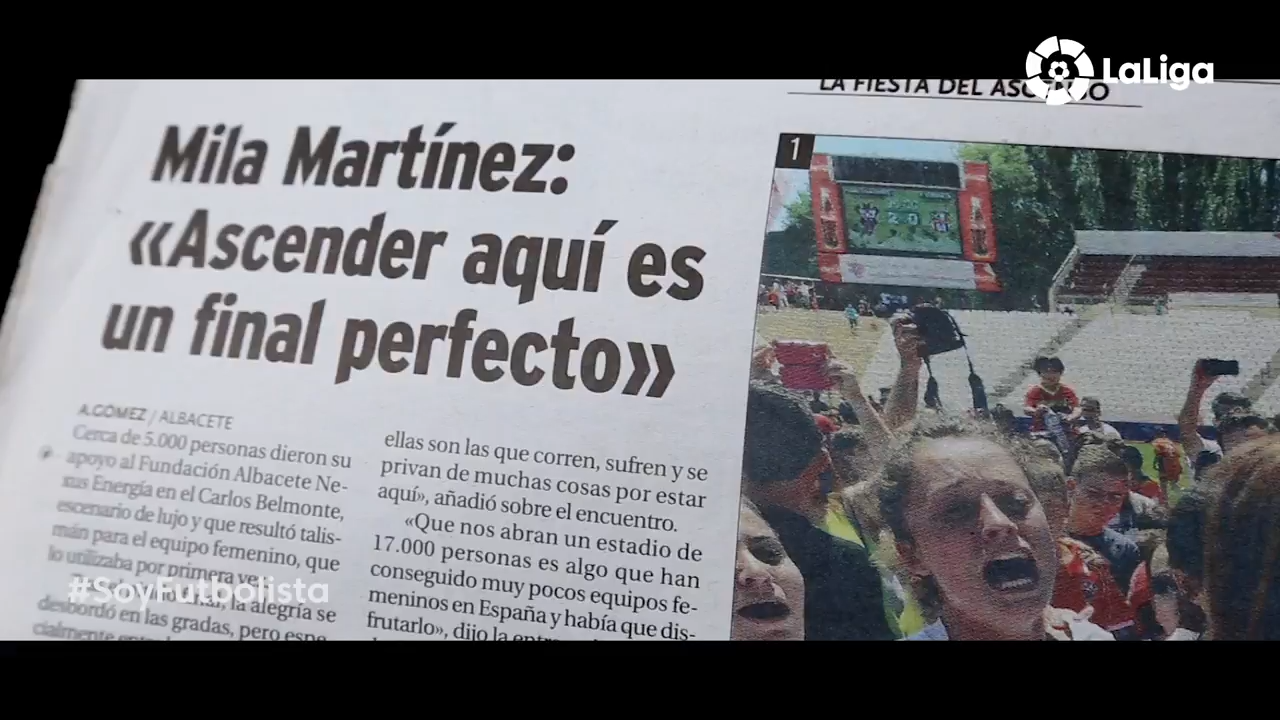 LaLiga
LA FIESTA DEL ASCENSO
Mila Martínez:
«Ascender aquí es
un final perfecto»
A.GÓMEZ / ALBACETE
Cerca de 5.000 personas dieron su
apoyo al Fundación Albacete Ne-
xus Energía en el Carlos Belmonte,
escenario de lujo y que resultó talis-
mán para el equipo femenino, que
lo utilizaba por primera vez
la alegría se
desbordó en las gradas, pero espe-
cialmente
ellas son las que corren, sufren y se
privan de muchas cosas por estar
aquí», añadió sobre el encuentro.
«Que nos abran un estadio de
17.000 personas es algo que han
conseguido muy pocos equipos fe-
meninos en España y había que dis-
frutarlo», dijo la
1
2 0
#SoyFutbolista